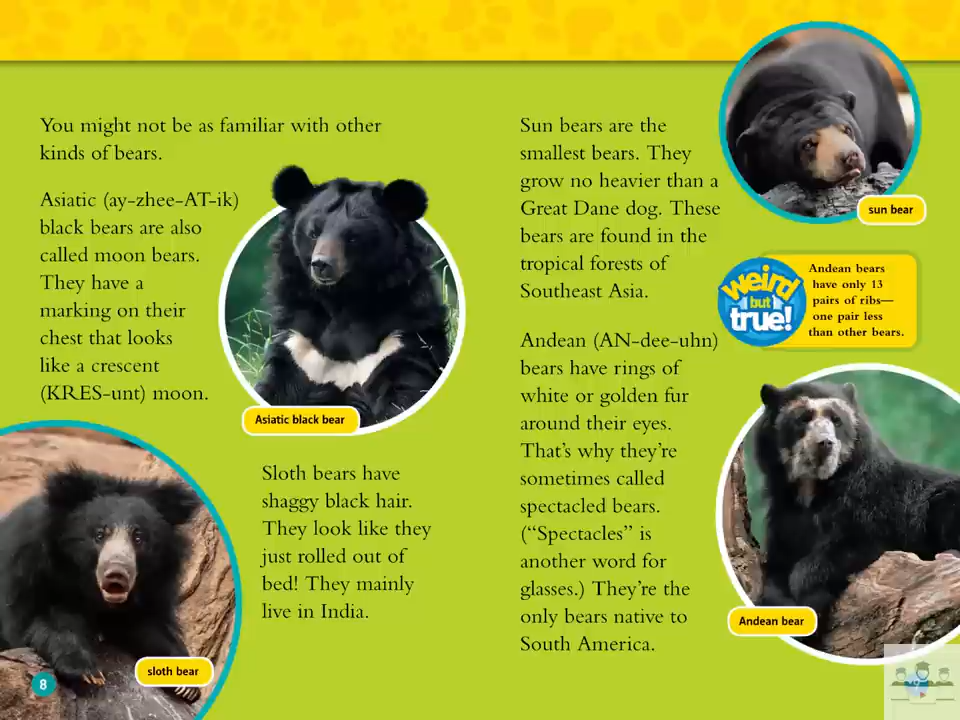 You might not be as familiar with other
kinds of bears.
Asiatic (ay-zhee-AT-ik)
black bears are also
called moon bears.
They have a
marking on their
chest that looks
like a crescent
(KRES-unt) moon.
Asiatic black bear
Sloth bears have
shaggy black hair.
They look like they
just rolled out of
bed! They mainly
live in India.
sloth bear
8
Sun bears are the
smallest bears. They
grow no heavier than a
Great Dane dog. These
bears are found in the
tropical forests of
Southeast Asia.
sun bear
weird
but
true!
Andean bears
have only 13
pairs of ribs—
one pair less
than other bears.
Andean (AN-dee-uhn)
bears have rings of
white or golden fur
around their eyes.
That's why they're
sometimes called
spectacled bears.
(“Spectacles” is
another word for
glasses.) They're the
only bears native to
South America.
Andean bear